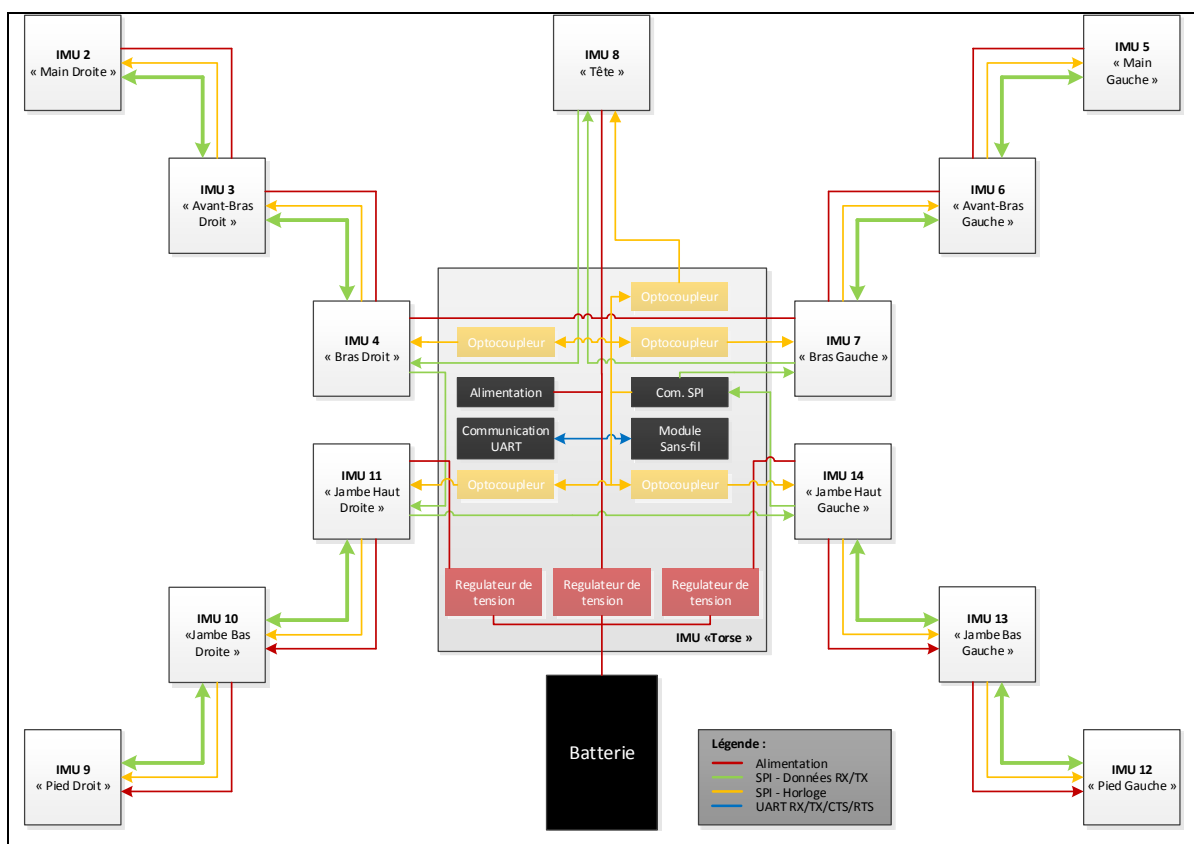 IMU 2
« Main Droite »
IMU 8
« Tête »
IMU 5
« Main
Gauche »
IMU 3
« Avant-Bras
Droit »
IMU 6
« Avant-Bras
Gauche »
Optocoupleur
IMU 4
« Bras Droit »
Optocoupleur
Optocoupleur
IMU 7
« Bras Gauche »
Alimentation
Com. SPI
Communication
UART
Module
Sans-fil
IMU 11
« Jambe Haut
Droite »
Optocoupleur
Optocoupleur
IMU 14
« Jambe Haut
Gauche »
Regulateur de
tension
Regulateur de
tension
Regulateur de
tension
IMU «Torse »
IMU 10
«Jambe Bas
Droite »
IMU 13
« Jambe Bas
Gauche »
Batterie
IMU 9
« Pied Droit »
Légende :
Alimentation
SPI - Données RX/TX
SPI - Horloge
UART RX/TX/CTS/RTS
IMU 12
« Pied Gauche »